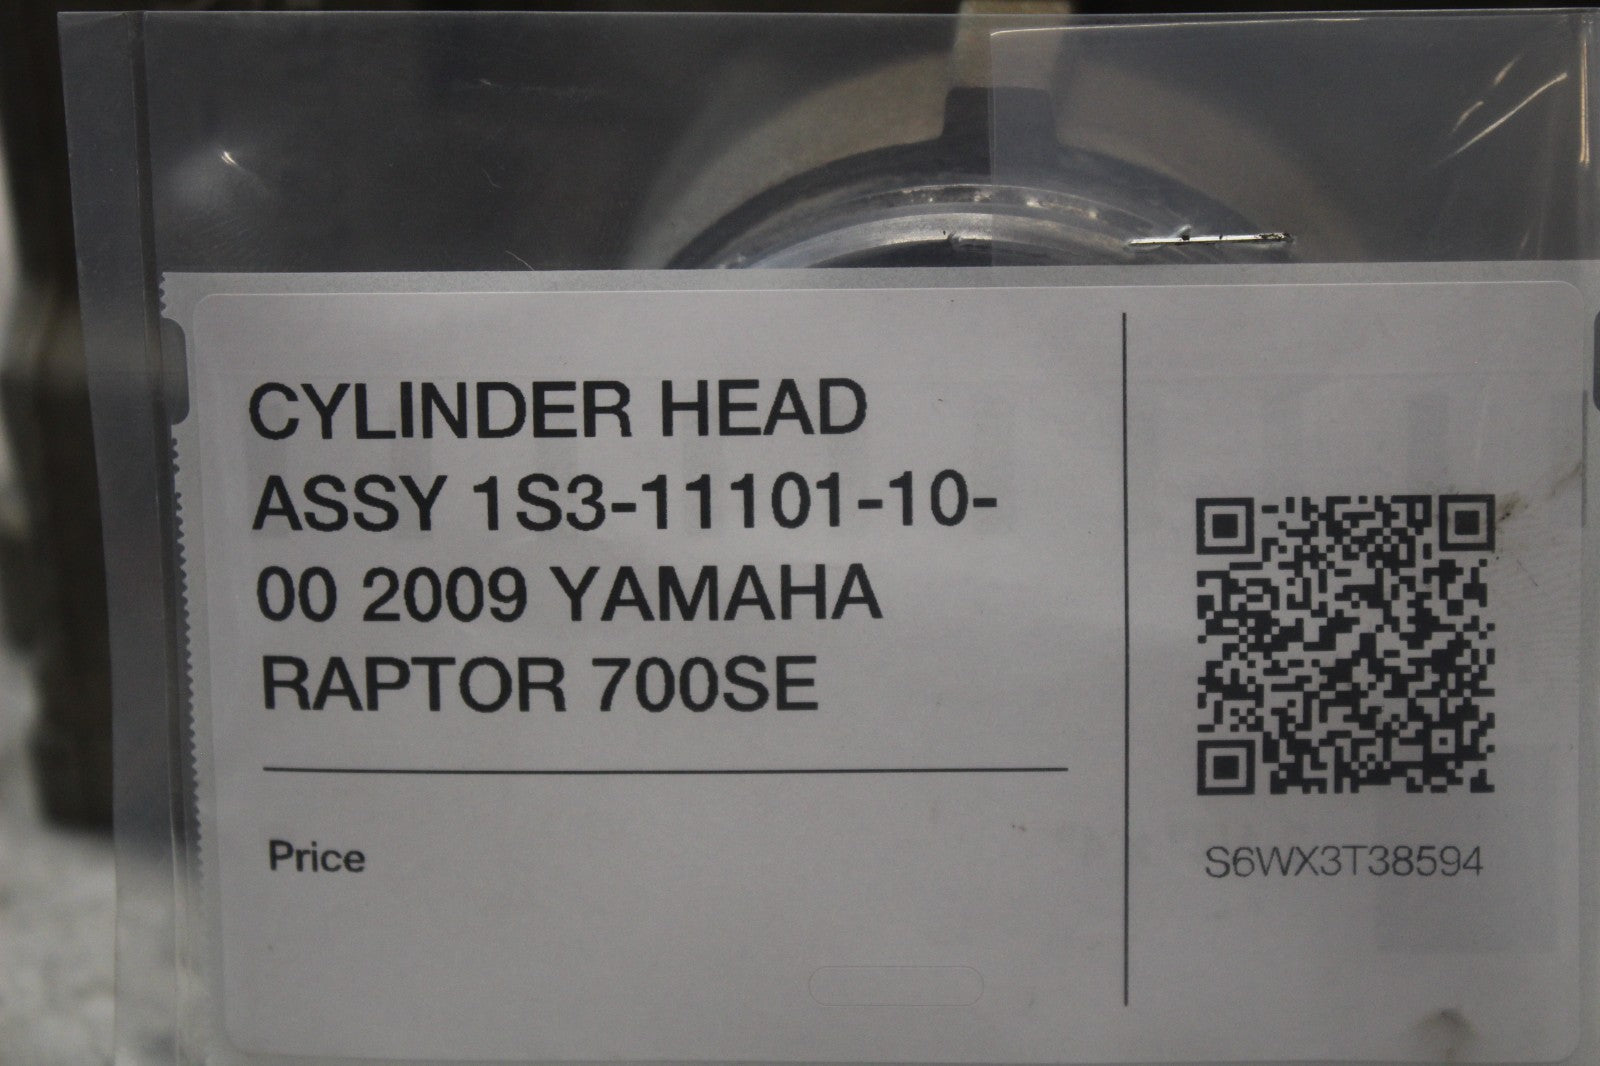 CYLINDER HEAD
ASSY 1S3-11101-10-
00 2009 YAMAHA
RAPTOR 700SE
Price
S6WX3T38594